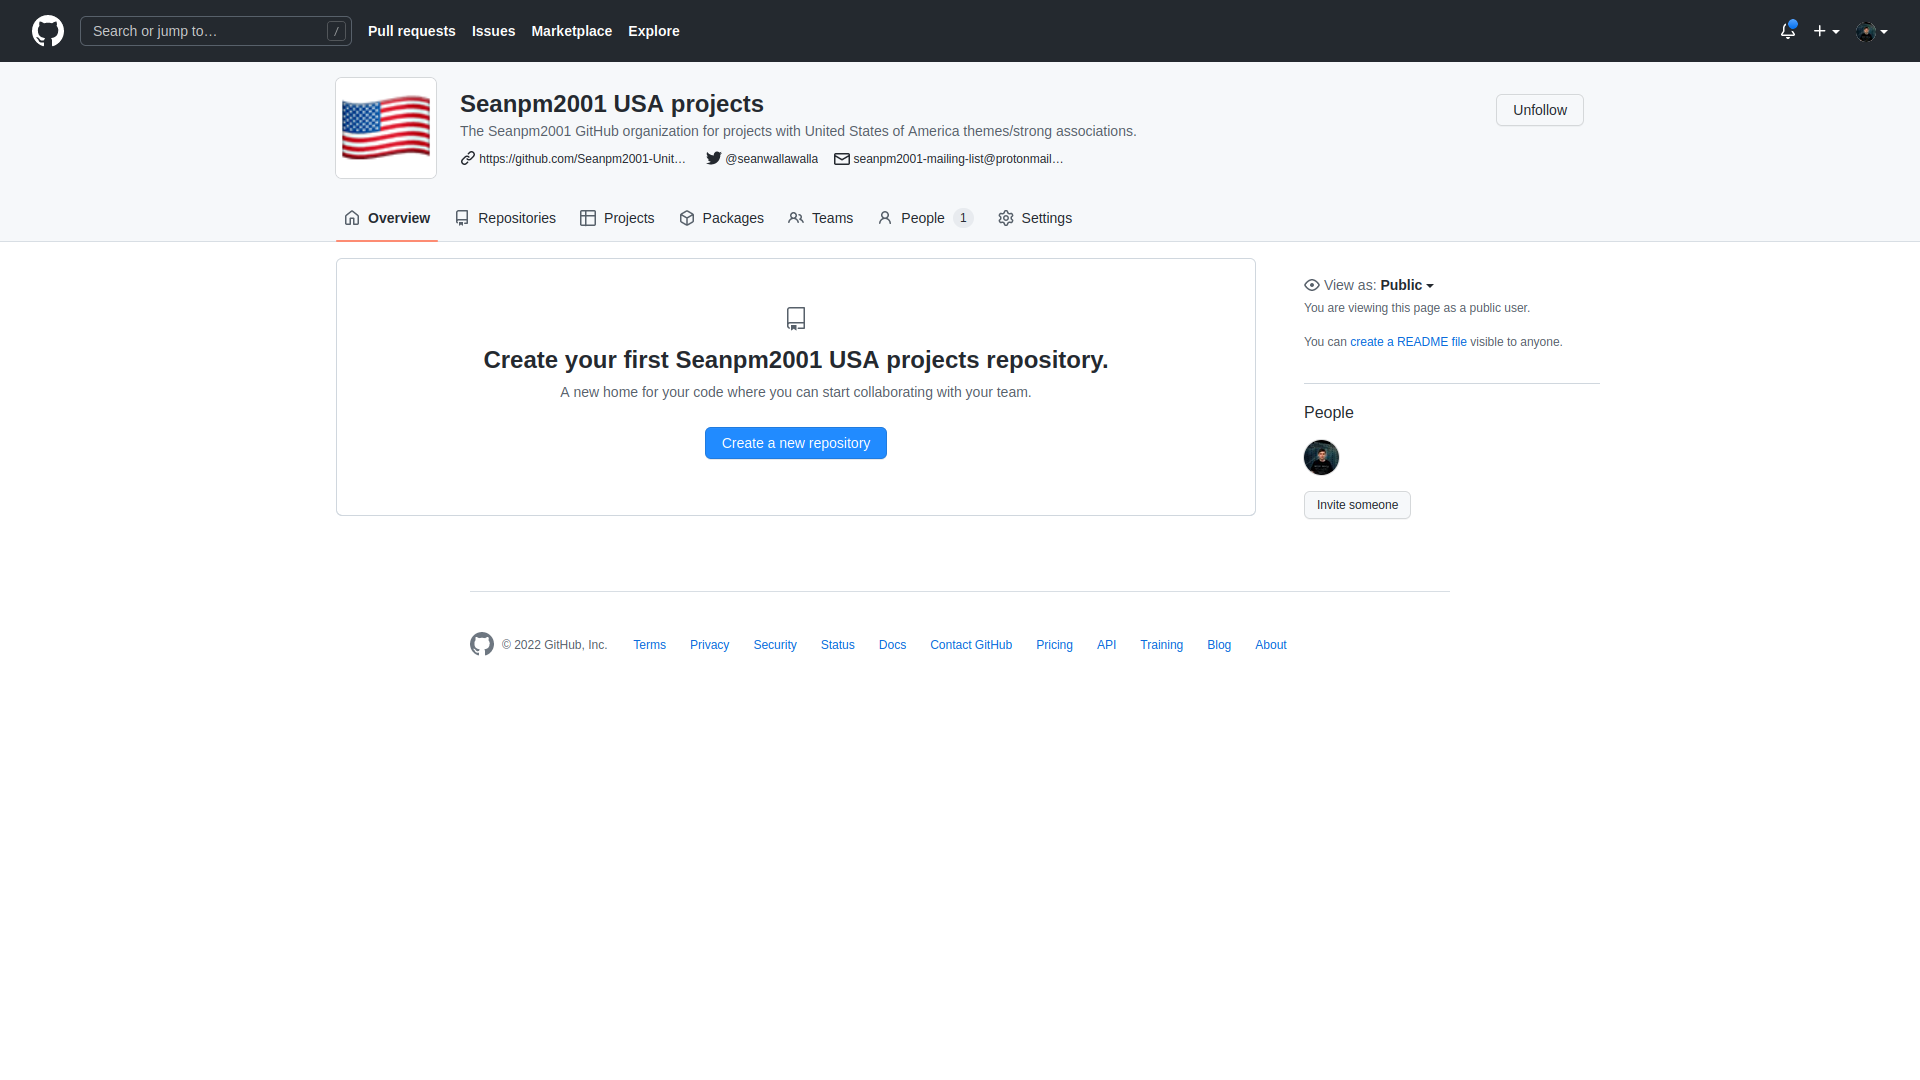 Search or jump to… /
Pull requests Issues Marketplace Explore
Seanpm2001 USA projects
The Seanpm2001 GitHub organization for projects with United States of America themes/strong associations.
https://github.com/Seanpm2001-Unit… @seanwallawalla seanpm2001-mailing-list@protonmail…
Unfollow
Overview Repositories Projects Packages Teams People 1 Settings
Create your first Seanpm2001 USA projects repository.
A new home for your code where you can start collaborating with your team.
Create a new repository
View as: Public
You are viewing this page as a public user.
You can create a README file visible to anyone.
People
Invite someone
© 2022 GitHub, Inc. Terms Privacy Security Status Docs Contact GitHub Pricing API Training Blog About